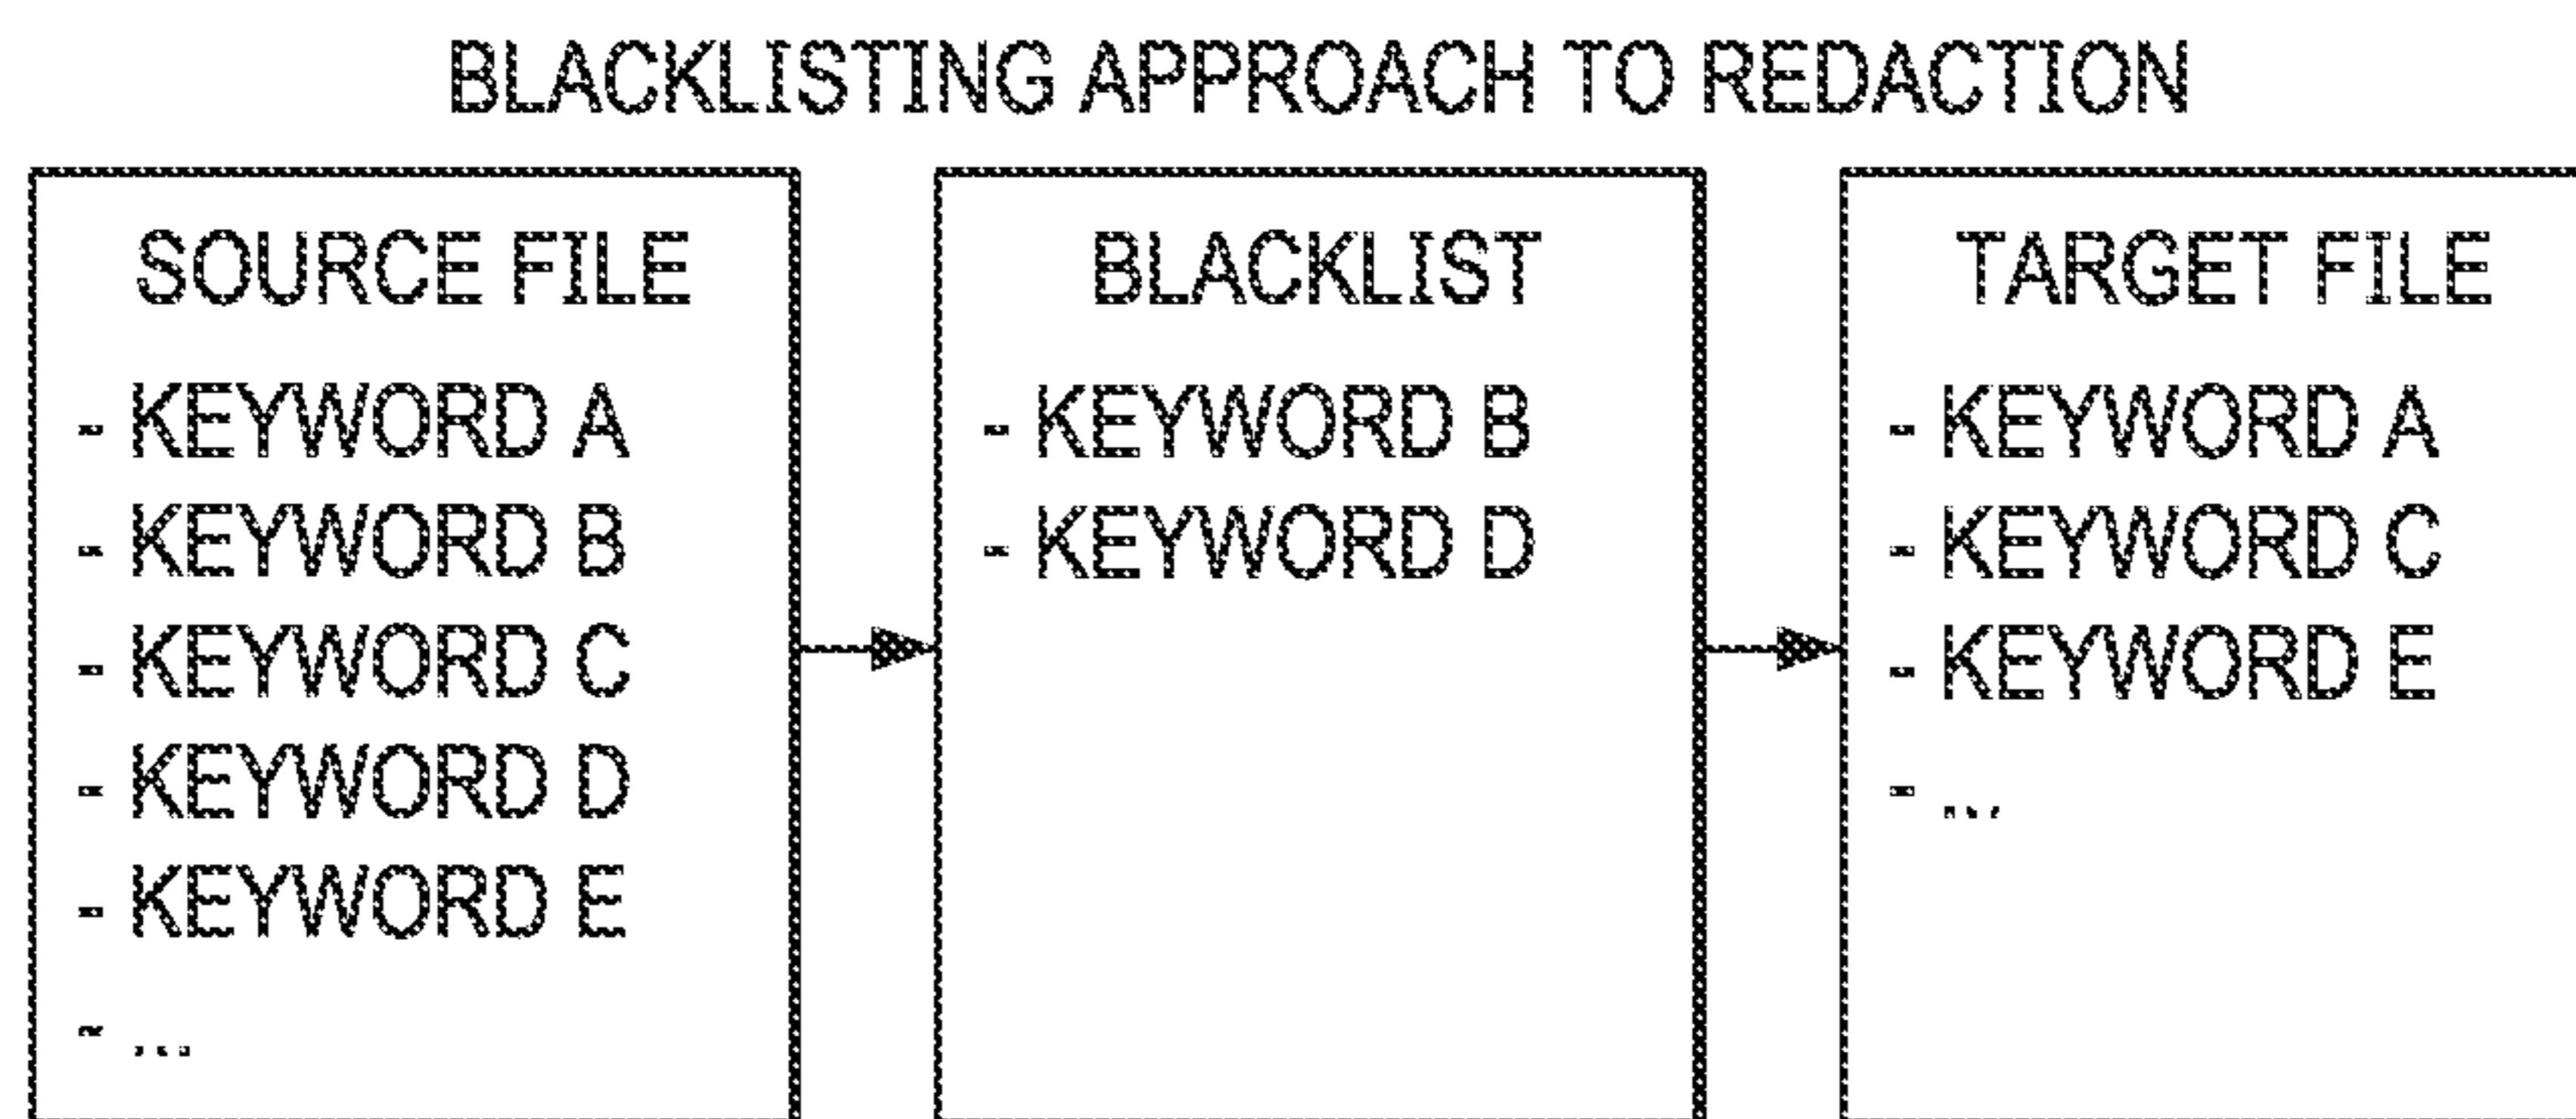 BLACKLISTING APPROACH TO REDACTION
SOURCE FILE
- KEYWORD A
- KEYWORD B
- KEYWORD C
- KEYWORD D
- KEYWORD E
- ...
BLACKLIST
- KEYWORD B
- KEYWORD D
TARGET FILE
- KEYWORD A
- KEYWORD C
- KEYWORD E
- ...